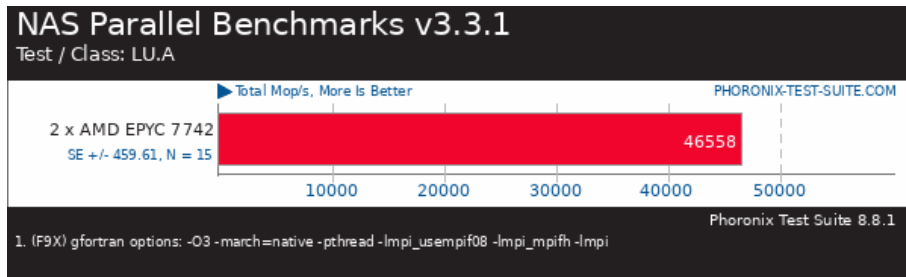 NAS Parallel Benchmarks v3.3.1
Test / Class: LU.A
Total Mop/s, More Is Better
PHORONIX-TEST-SUITE.COM
2 x AMD EPYC 7742
SE +/- 459.61, N = 15
46558
10000 20000 30000 40000 50000
Phoronix Test Suite 8.8.1
1. (F9X) gfortran options: -O3 -march=native -pthread -lmpi_usempif08 -lmpi_mpifh -lmpi